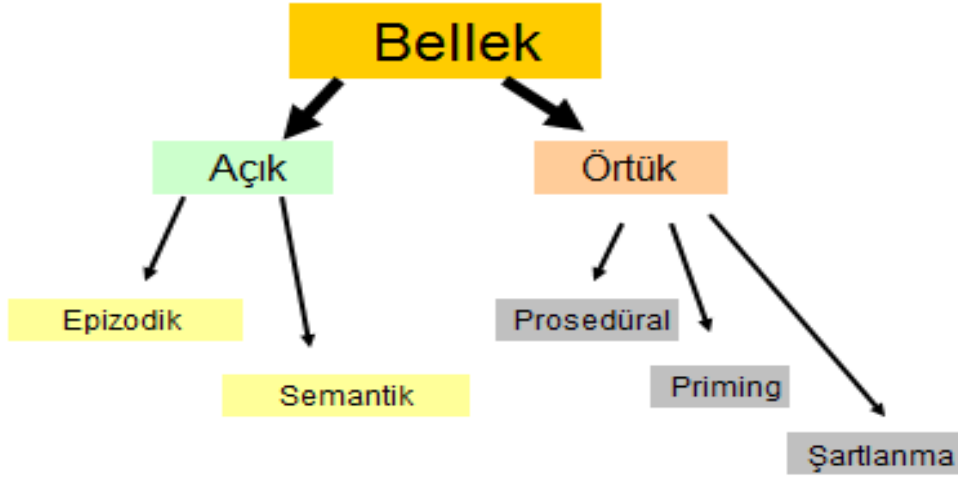 Bellek
Açık
Örtük
Epizodik
Prosedüral
Semantik
Priming
Şartlanma